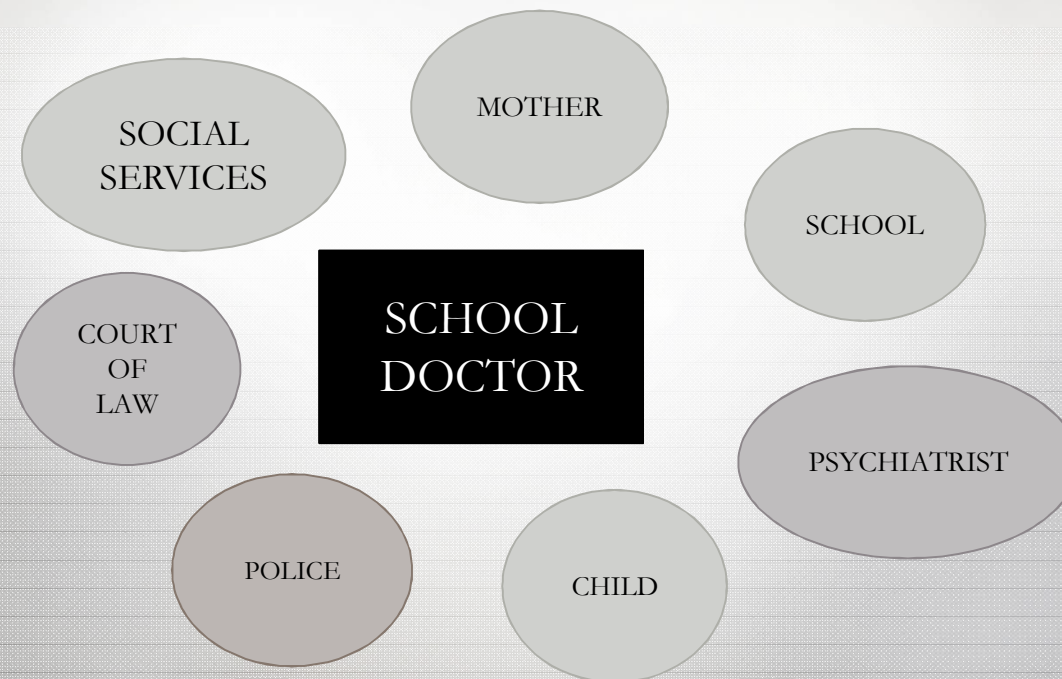 MOTHER
SOCIAL
SERVICES
SCHOOL
SCHOOL
DOCTOR
COURT
OF
LAW
PSYCHIATRIST
POLICE
CHILD